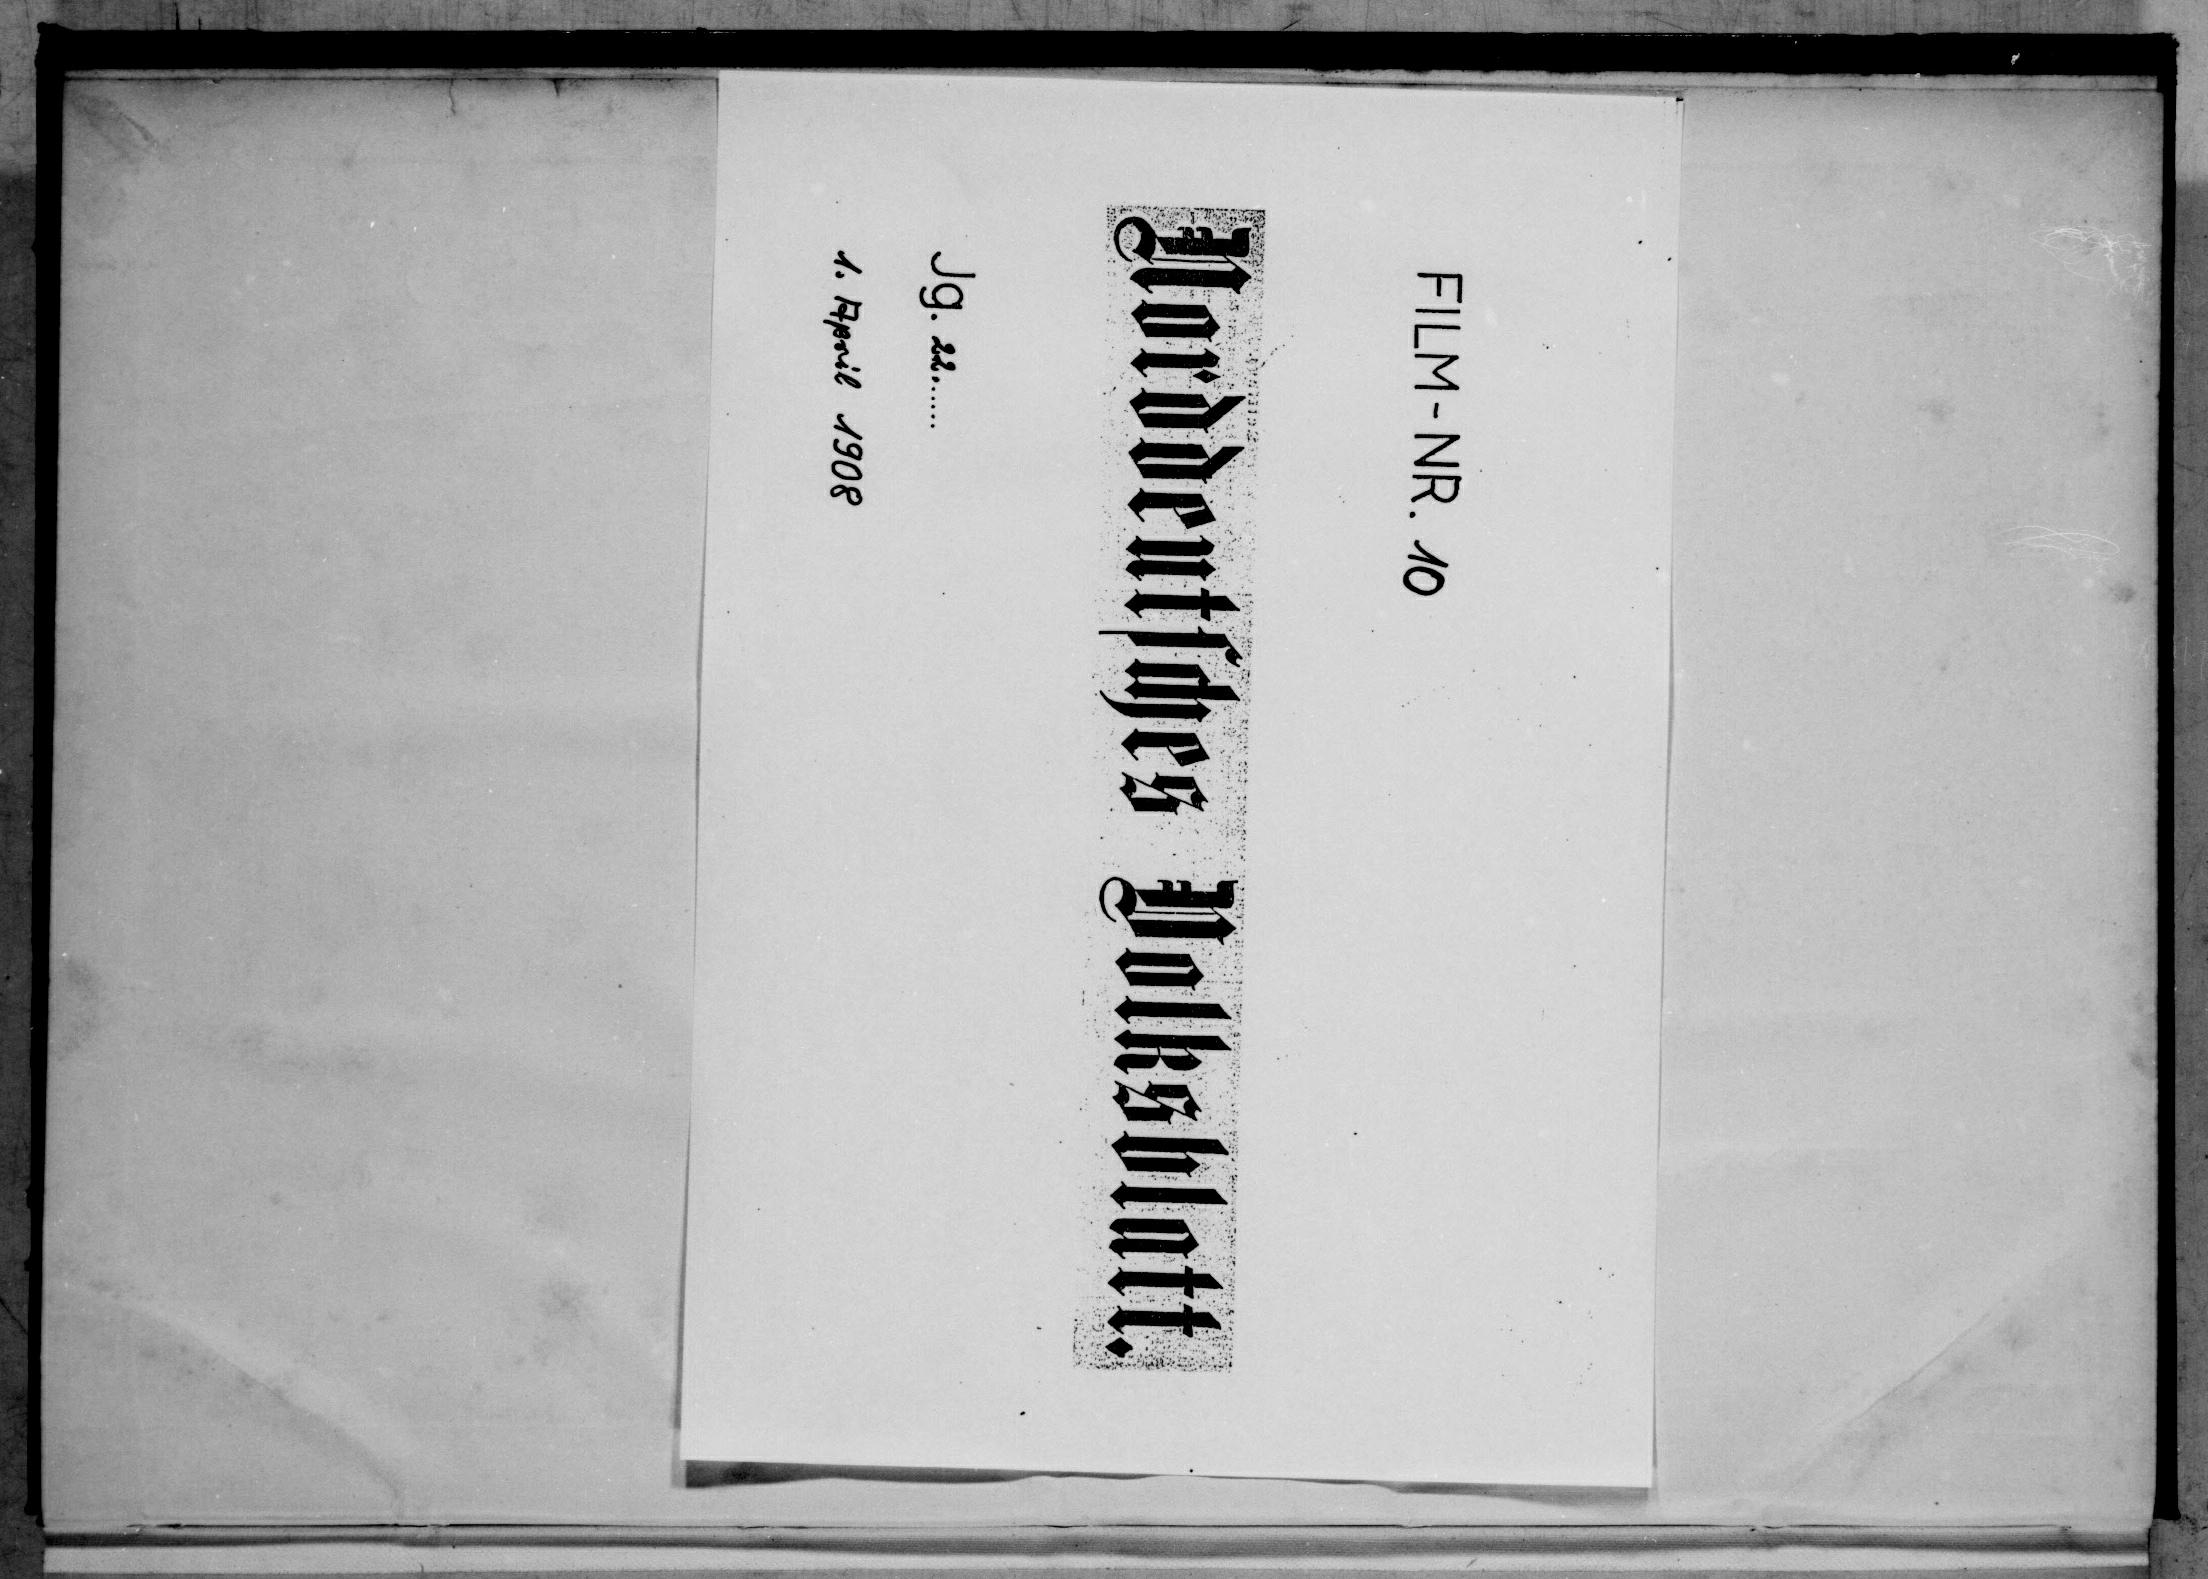 FILM-NR. 10
Norddeutſches Volksblatt.
Jg. 22......
1. April 1908